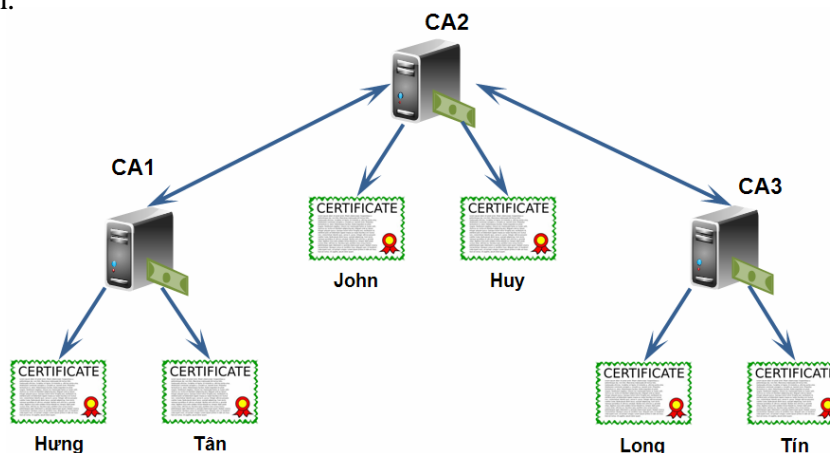 CA2
CA1
CA3
CERTIFICATE
CERTIFICATE
John
Huy
CERTIFICATE
CERTIFICATE
CERTIFICATE
CERTIFICATE
Hưng
Tân
Long
Tín